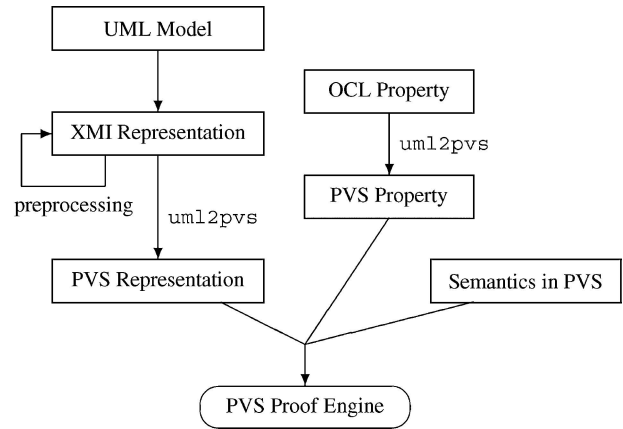 UML Model
OCL Property
XMI Representation
uml2pvs
preprocessing
PVS Property
uml2pvs
PVS Representation
Semantics in PVS
PVS Proof Engine